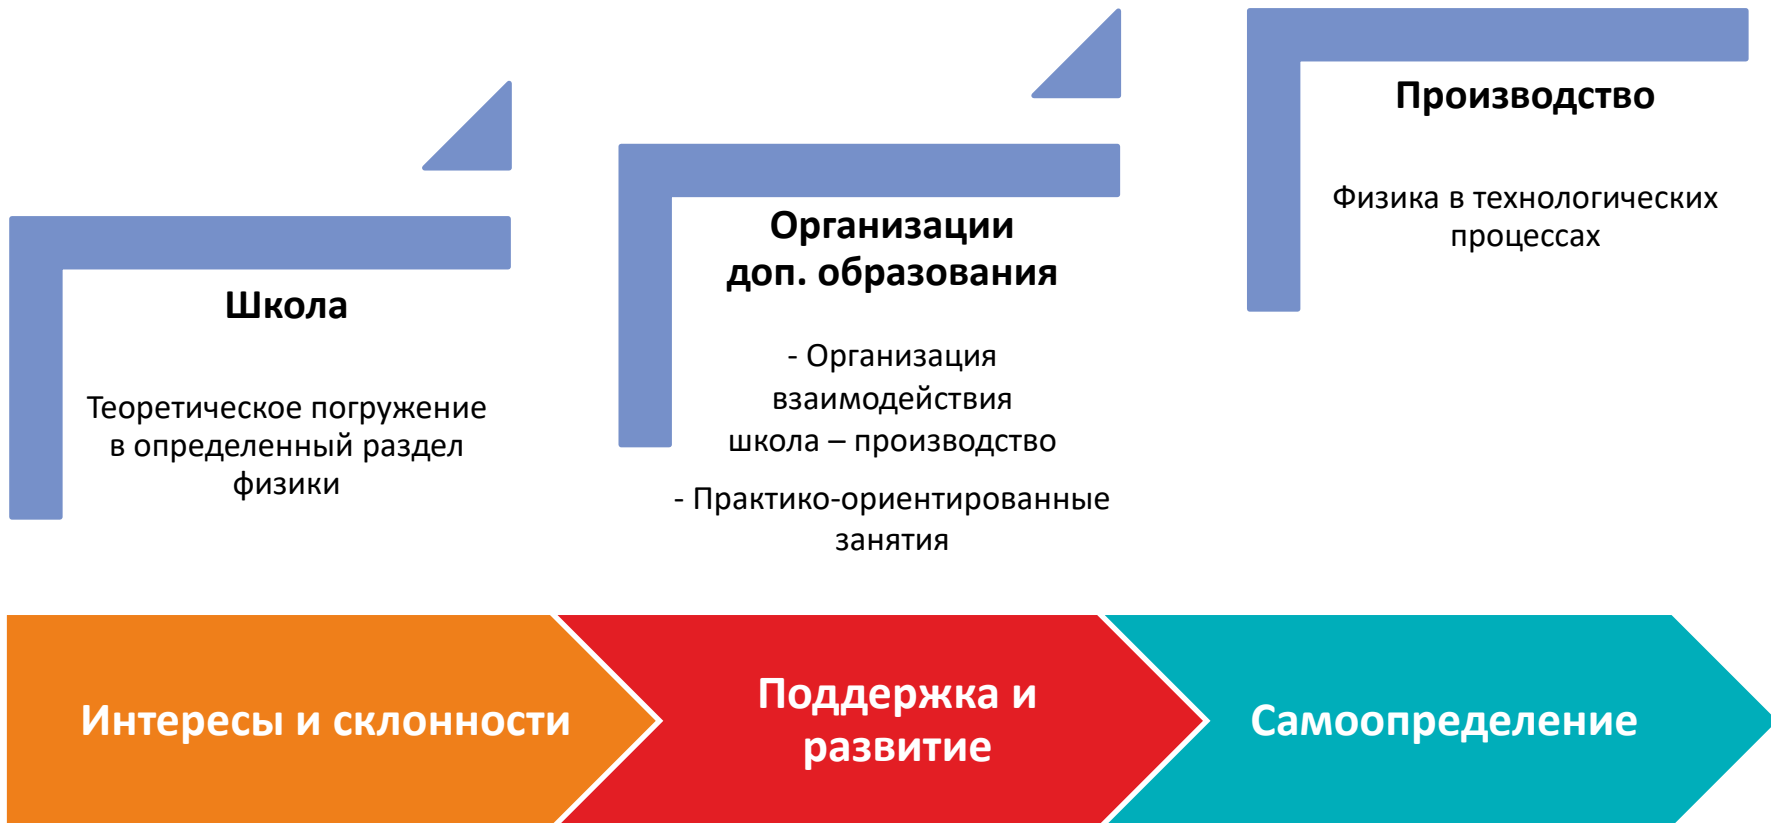 Школа
Теоретическое погружение
в определенный раздел
физики
Организации
доп. образования
- Организация
взаимодействия
школа – производство
- Практико-ориентированные
занятия
Производство
Физика в технологических
процессах
Интересы и склонности
Поддержка и
развитие
Самоопределение